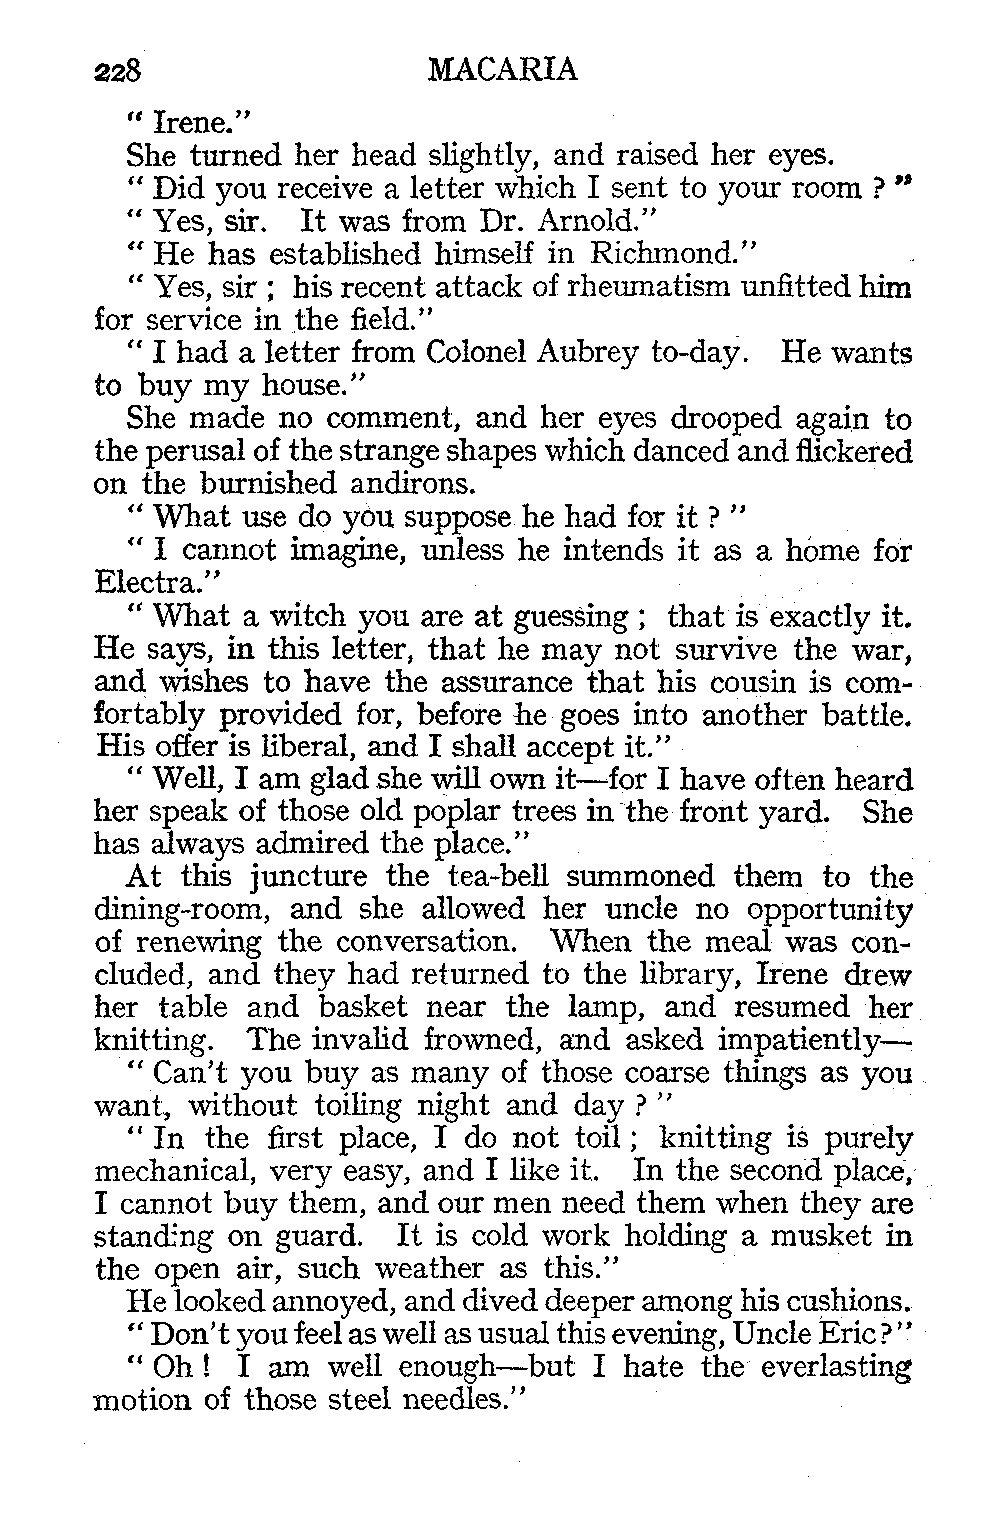 228 MACARIA
“ Irene.”
She turned her head slightly, and raised her eyes.
“ Did you receive a letter which I sent to your room ? ”
“ Yes, sir. It was from Dr. Arnold.”
“ He has established himself in Richmond.”
“ Yes, sir ; his recent attack of rheumatism unfitted him
for service in the field.”
“ I had a letter from Colonel Aubrey to-day. He wants
to buy my house.”
She made no comment, and her eyes drooped again to
the perusal of the strange shapes which danced and flickered
on the burnished andirons.
“ What use do you suppose he had for it ? ”
“ I cannot imagine, unless he intends it as a home for
Electra.”
“ What a witch you are at guessing ; that is exactly it.
He says, in this letter, that he may not survive the war,
and wishes to have the assurance that his cousin is com-
fortably provided for, before he goes into another battle.
His offer is liberal, and I shall accept it.”
“ Well, I am glad she will own it—for I have often heard
her speak of those old poplar trees in the front yard. She
has always admired the place.”
At this juncture the tea-bell summoned them to the
dining-room, and she allowed her uncle no opportunity
of renewing the conversation. When the meal was con-
cluded, and they had returned to the library, Irene drew
her table and basket near the lamp, and resumed her
knitting. The invalid frowned, and asked impatiently—
“ Can’t you buy as many of those coarse things as you
want, without toiling night and day ? ”
“ In the first place, I do not toil ; knitting is purely
mechanical, very easy, and I like it. In the second place,
I cannot buy them, and our men need them when they are
standing on guard. It is cold work holding a musket in
the open air, such weather as this.”
He looked annoyed, and dived deeper among his cushions.
“ Don’t you feel as well as usual this evening, Uncle Eric ? ”
“ Oh ! I am well enough—but I hate the everlasting
motion of those steel needles.”